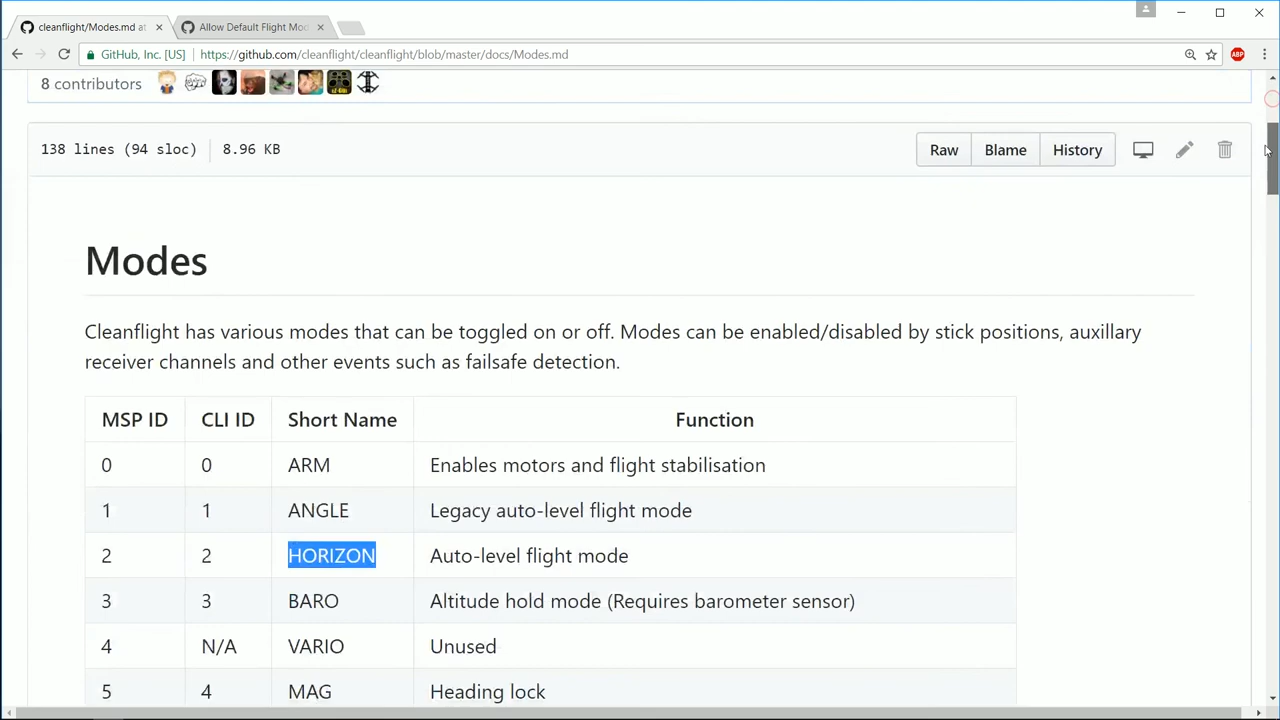 cleanflight/Modes.md at
Allow Default Flight Mod
GitHub, Inc. [US]
https://github.com/cleanflight/cleanflight/blob/master/docs/Modes.md
ABP
8 contributors
138 lines (94 sloc)
8.96 KB
Raw
Blame
History
Modes
Cleanflight has various modes that can be toggled on or off. Modes can be enabled/disabled by stick positions, auxillary
receiver channels and other events such as failsafe detection.
MSP ID CLI ID Short Name Function
0 0 ARM Enables motors and flight stabilisation
1 1 ANGLE Legacy auto-level flight mode
2 2 HORIZON Auto-level flight mode
3 3 BARO Altitude hold mode (Requires barometer sensor)
4 N/A VARIO Unused
5 4 MAG Heading lock